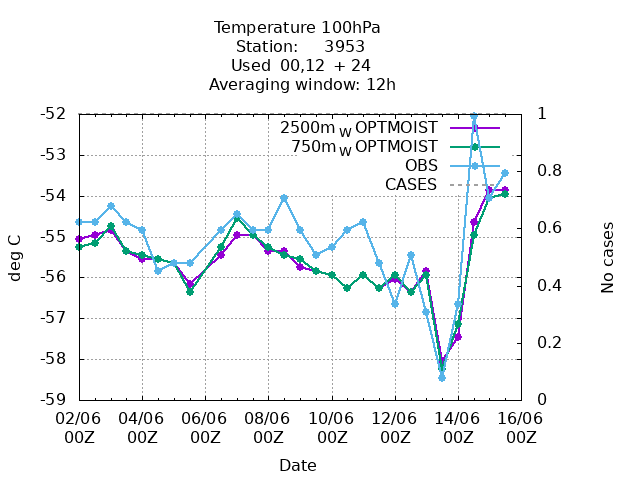 Temperature 100hPa
Station: 3953
Used 00,12 + 24
Averaging window: 12h
-52 1
2500m W OPTMOIST
750m W OPTMOIST
OBS
CASES
-53
-54 0.8
-55 0.6
-56 0.4
-57
-58 0.2
-59 0
deg C
No cases
02/06 04/06 06/06 08/06 10/06 12/06 14/06 16/06
00Z 00Z 00Z 00Z 00Z 00Z 00Z 00Z
Date